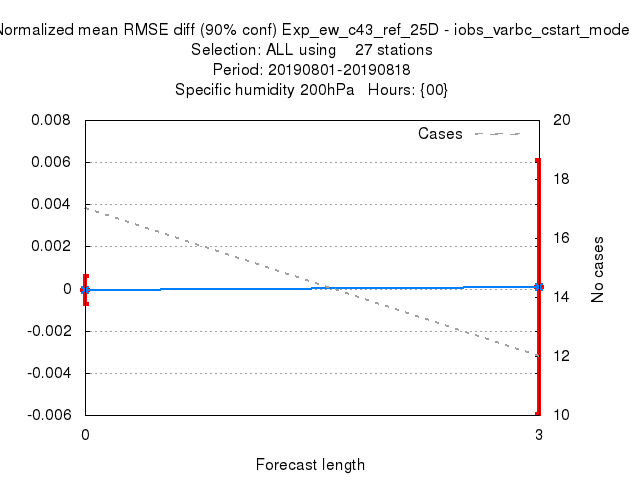 Normalized mean RMSE diff (90% conf) Exp_ew_c43_ref_25D - iobs_varbc_cstart_mode
Selection: ALL using 27 stations
Period: 20190801-20190818
Specific humidity 200hPa Hours: {00}
Cases
0.008
0.006
0.004
0.002
0
-0.002
-0.004
-0.006
20
18
16
14
12
10
No cases
0 3
Forecast length